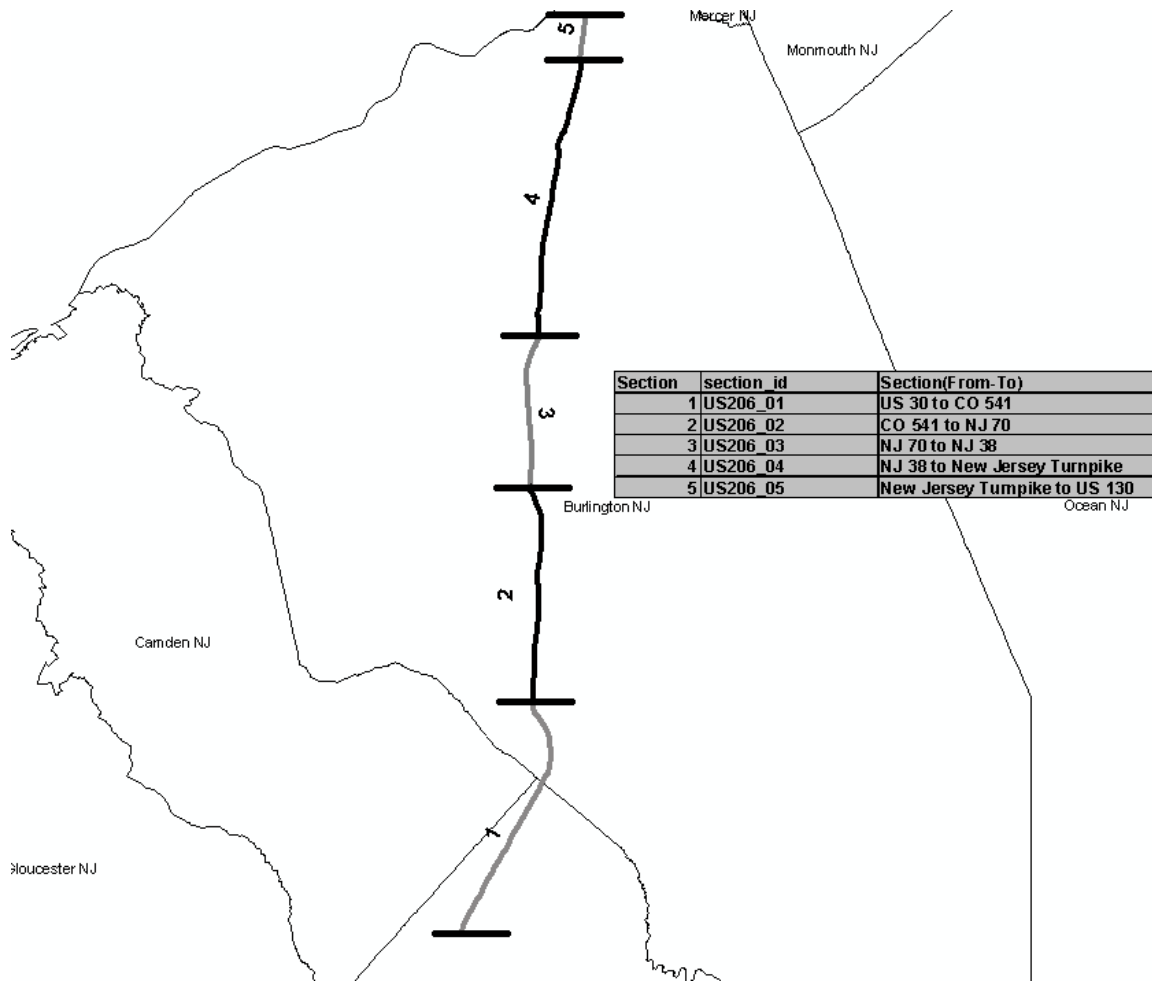 5
Mercer NJ
Monmouth NJ
4
3
Section section_id Section(From-To)
1 US206_01 US 30 to CO 541
2 US206_02 CO 541 to NJ 70
3 US206_03 NJ 70 to NJ 38
4 US206_04 NJ 38 to New Jersey Turnpike
5 US206_05 New Jersey Turnpike to US 130
Burlington NJ
Ocean NJ
2
Camden NJ
1
Gloucester NJ